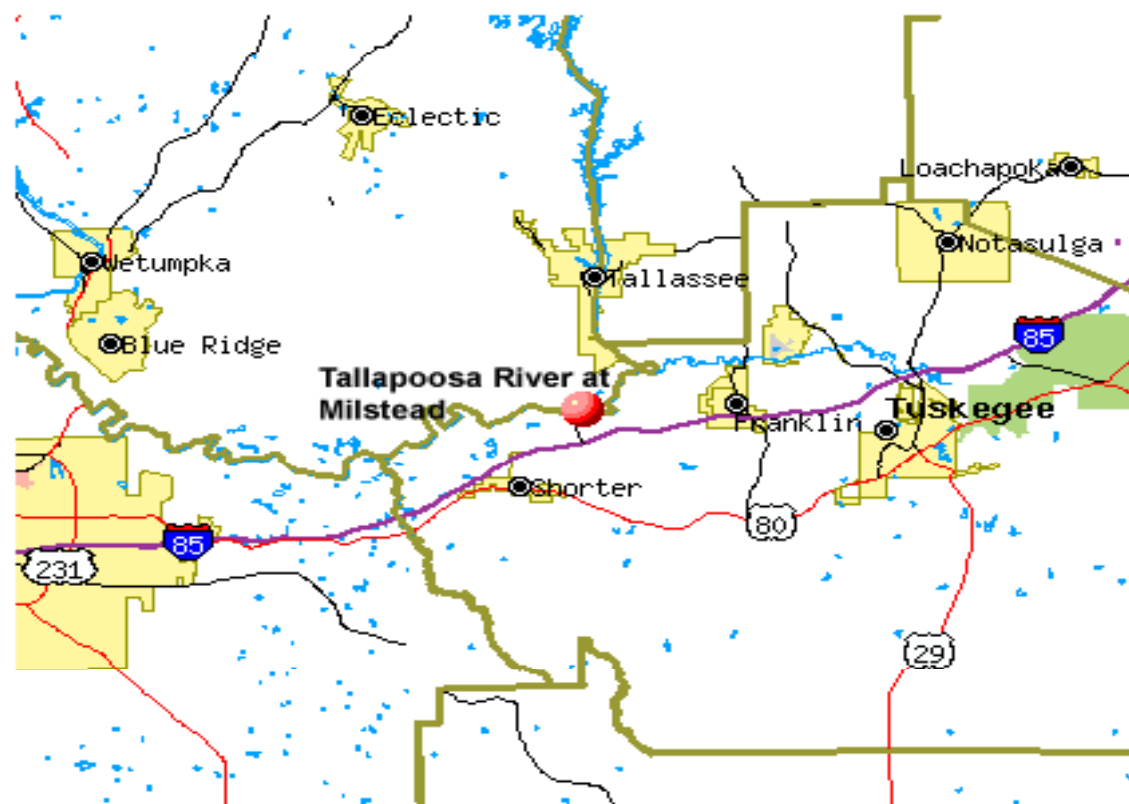 Eclectic
Loachapoka
Notasulga
Wetumpka
Tallassee
85
Blue Ridge
Tallapoosa River at
Milstead
Franklin
Tuskegee
Shorter
80
85
231
29